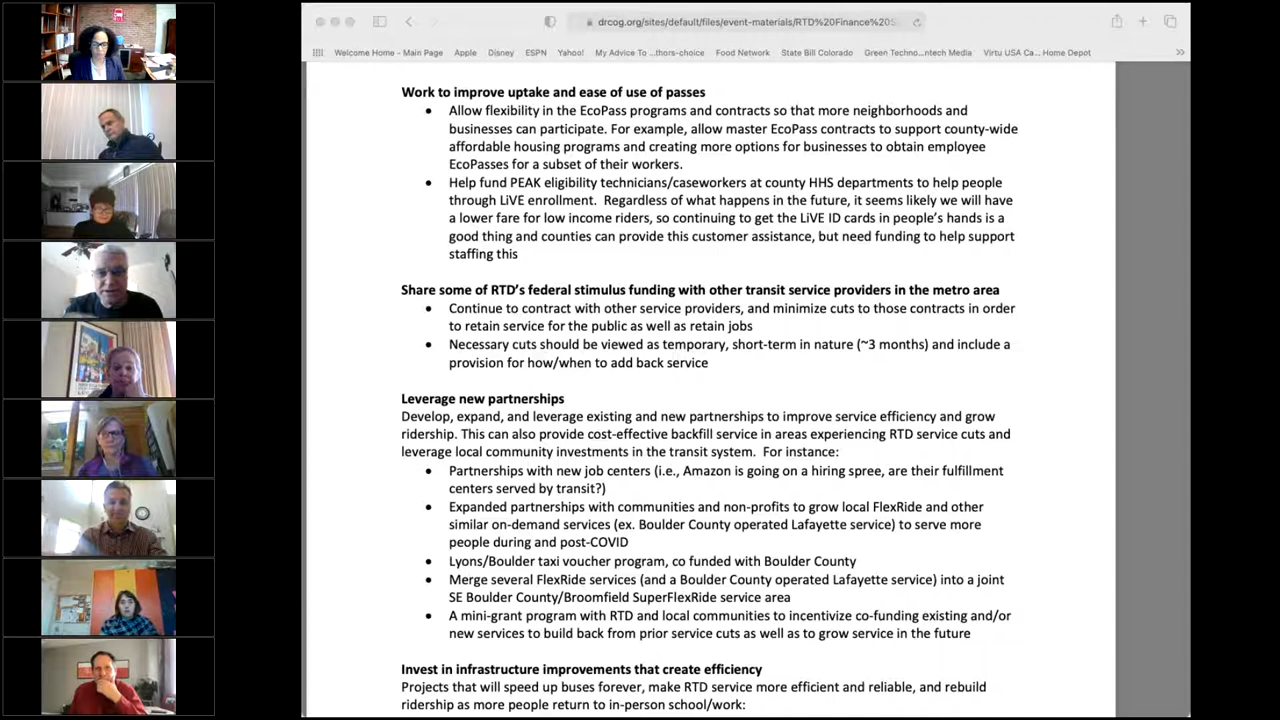 drcog.org/sites/default/files/event-materials/RTD%20Finance%20S
Welcome Home - Main Page Apple Disney ESPN Yahoo! My Advice To ...thors-choice Food Network State Bill Colorado Green Techno...ntech Media Virtu USA Ca... Home Depot
Work to improve uptake and ease of use of passes
• Allow flexibility in the EcoPass programs and contracts so that more neighborhoods and
businesses can participate. For example, allow master EcoPass contracts to support county-wide
affordable housing programs and creating more options for businesses to obtain employee
EcoPasses for a subset of their workers.
• Help fund PEAK eligibility technicians/caseworkers at county HHS departments to help people
through LiVE enrollment. Regardless of what happens in the future, it seems likely we will have
a lower fare for low income riders, so continuing to get the LiVE ID cards in people's hands is a
good thing and counties can provide this customer assistance, but need funding to help support
staffing this
Share some of RTD's federal stimulus funding with other transit service providers in the metro area
• Continue to contract with other service providers, and minimize cuts to those contracts in order
to retain service for the public as well as retain jobs
• Necessary cuts should be viewed as temporary, short-term in nature (~3 months) and include a
provision for how/when to add back service
Leverage new partnerships
Develop, expand, and leverage existing and new partnerships to improve service efficiency and grow
ridership. This can also provide cost-effective backfill service in areas experiencing RTD service cuts and
leverage local community investments in the transit system. For instance:
• Partnerships with new job centers (i.e., Amazon is going on a hiring spree, are their fulfillment
centers served by transit?)
• Expanded partnerships with communities and non-profits to grow local FlexRide and other
similar on-demand services (ex. Boulder County operated Lafayette service) to serve more
people during and post-COVID
• Lyons/Boulder taxi voucher program, co funded with Boulder County
• Merge several FlexRide services (and a Boulder County operated Lafayette service) into a joint
SE Boulder County/Broomfield SuperFlexRide service area
• A mini-grant program with RTD and local communities to incentivize co-funding existing and/or
new services to build back from prior service cuts as well as to grow service in the future
Invest in infrastructure improvements that create efficiency
Projects that will speed up buses forever, make RTD service more efficient and reliable, and rebuild
ridership as more people return to in-person school/work: